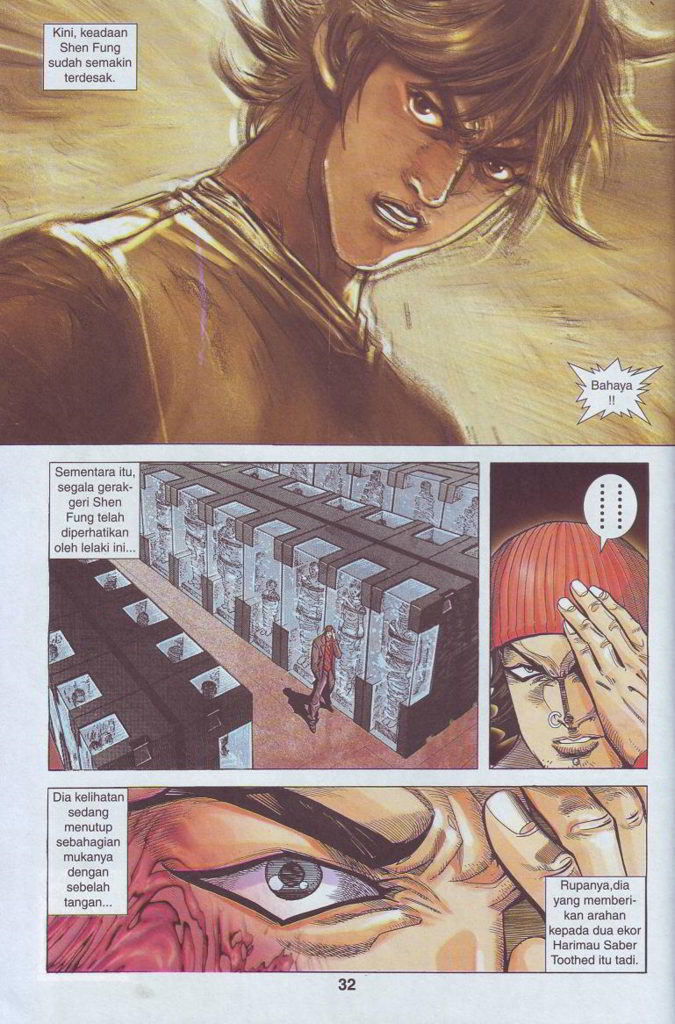 Kini, keadaan
Shen Fung
sudah semakin
terdesak.
Bahaya
!!
Sementara itu,
segala gerak-
geri Shen
Fung telah
diperhatikan
oleh lelaki ini...
Dia kelihatan
sedang
menutup
sebahagian
mukanya
dengan
sebelah
tangan...
Rupanya,dia
yang memberi-
kan arahan
kepada dua ekor
Harimau Saber
Toothed itu tadi.
32